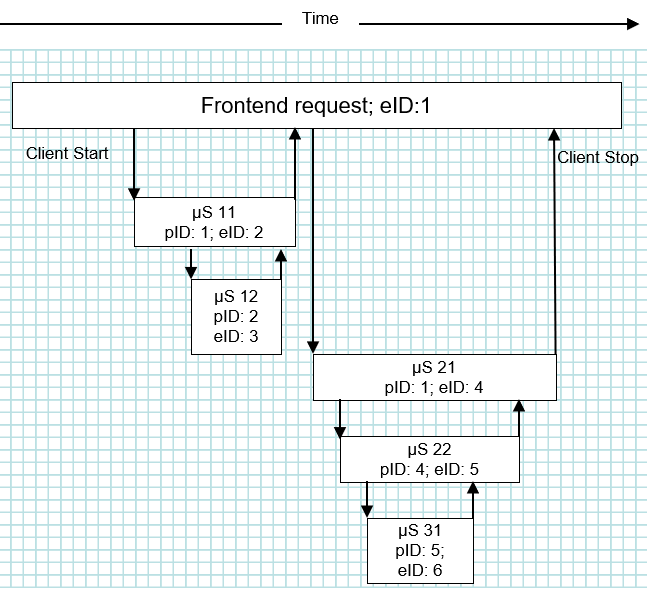 Time
Frontend request; eID:1
Client Start
Client Stop
µS 11
pID: 1; eID: 2
µS 12
pID: 2
eID: 3
µS 21
pID: 1; eID: 4
µS 22
pID: 4; eID: 5
µS 31
pID: 5;
eID: 6